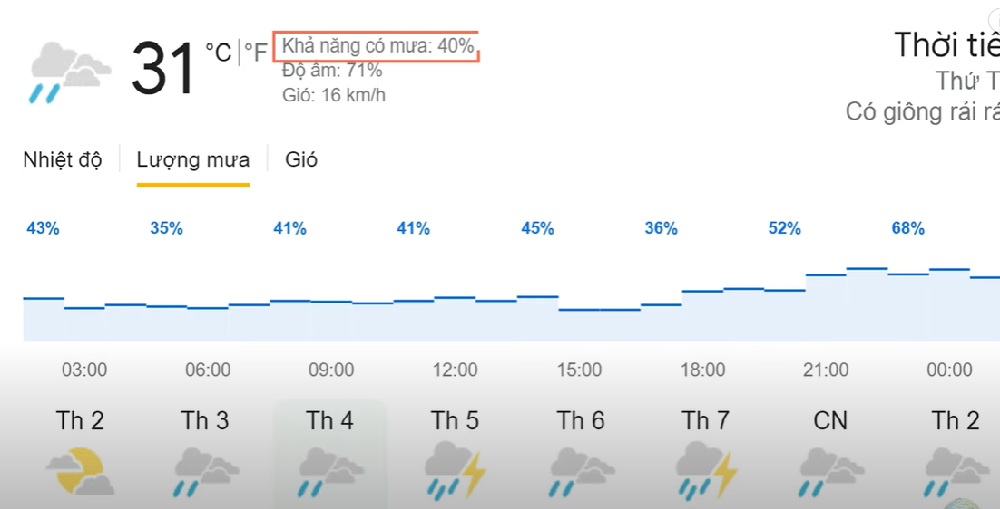 31 °C | °F
Khả năng có mưa: 40%
Độ ẩm: 71%
Gió: 16 km/h
Thời
Thứ
Có giông rải
Nhiệt độ
Lượng mưa
Gió
43% 35% 41% 41% 45% 36% 52% 68%
03:00 06:00 09:00 12:00 15:00 18:00 21:00 00:00
Th 2 Th 3 Th 4 Th 5 Th 6 Th 7 CN Th 2